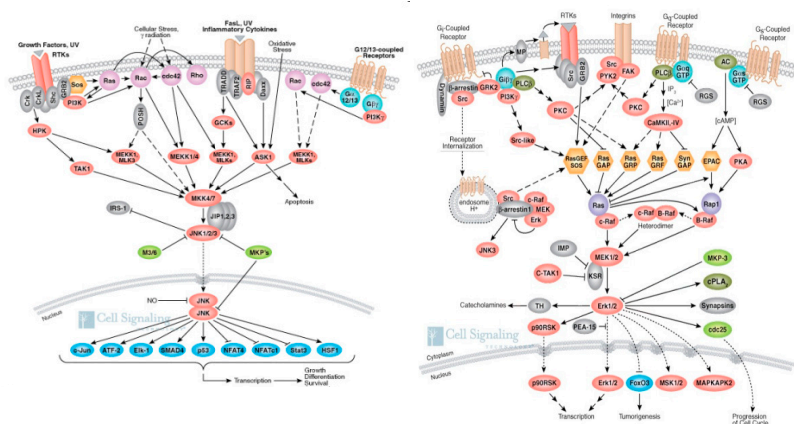 Growth Factors, UV
RTKs
Cellular Stress,
γ radiation
FasL, UV
Inflamatory Cytokines
Oxidative
Stress
G12/13-coupled
Receptors
Crk
CrkL
Shc
GRB2
Sos
PI3K
Ras
Rac
cdc42
Rho
TRADD
TRAF2
RIP
Daxx
Rac
cdc42
Gα
12/13
Gβγ
PI3Kγ
HPK
POSH
GCKs
TAK1
MEKK1,
MLK3
MEKK1/4
MEKK1,
MLKs
ASK1
MEKK1,
MLKs
Apoptosis
MKK4/7
IRS-1
JIP1,2,3
JNK1/2/3
M3/6
MKP's
NO
JNK
JNK
Cell Signaling
Nucleus
c-Jun
ATF-2
Elk-1
SMAD4
p53
NFAT4
NFATc1
Stat3
HSF1
Transcription
Growth
Differentiation
Survival
Gi-Coupled
Receptor
RTKs
Integrins
Gq-Coupled
Receptor
Gs-Coupled
Receptor
MP
Dynamin
β-arrestin
Src
GRK2
Gβγ
PI3Kγ
PLCβ
Src
GRB2
Src
PYK2
FAK
PLCβ
Gαq
GTP
RGS
AC
Gαs
GTP
RGS
PKC
PKC
IP3
[Ca2+]
CaMKII,-IV
[cAMP]
Receptor
Internalization
Src-like
RasGEF
SOS
Ras
GAP
Ras
GRP
Ras
GRF
Syn
GAP
EPAC
PKA
endosome
H+
Src
β-arrestin1
c-Raf
MEK
Erk
JNK3
Ras
Rap1
c-Raf
c-Raf
B-Raf
Heterodimer
B-Raf
IMP
MEK1/2
C-TAK1
KSR
MKP-3
cPLA2
Catecholamines
TH
Erk1/2
Synapsins
p90RSK
PEA-15
cdc25
Cell Signaling
Cytoplasm
Nucleus
p90RSK
Erk1/2
FoxO3
MSK1/2
MAPKAPK2
Transcription
Tumorigenesis
Progression
of Cell Cycle